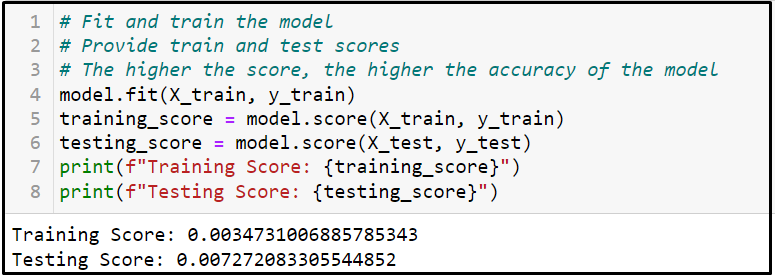 1 # Fit and train the model
2 # Provide train and test scores
3 # The higher the score, the higher the accuracy of the model
4 model.fit(X_train, y_train)
5 training_score = model.score(X_train, y_train)
6 testing_score = model.score(X_test, y_test)
7 print(f"Training Score: {training_score}")
8 print(f"Testing Score: {testing_score}")
Training Score: 0.0034731006885785343
Testing Score: 0.007272083305544852